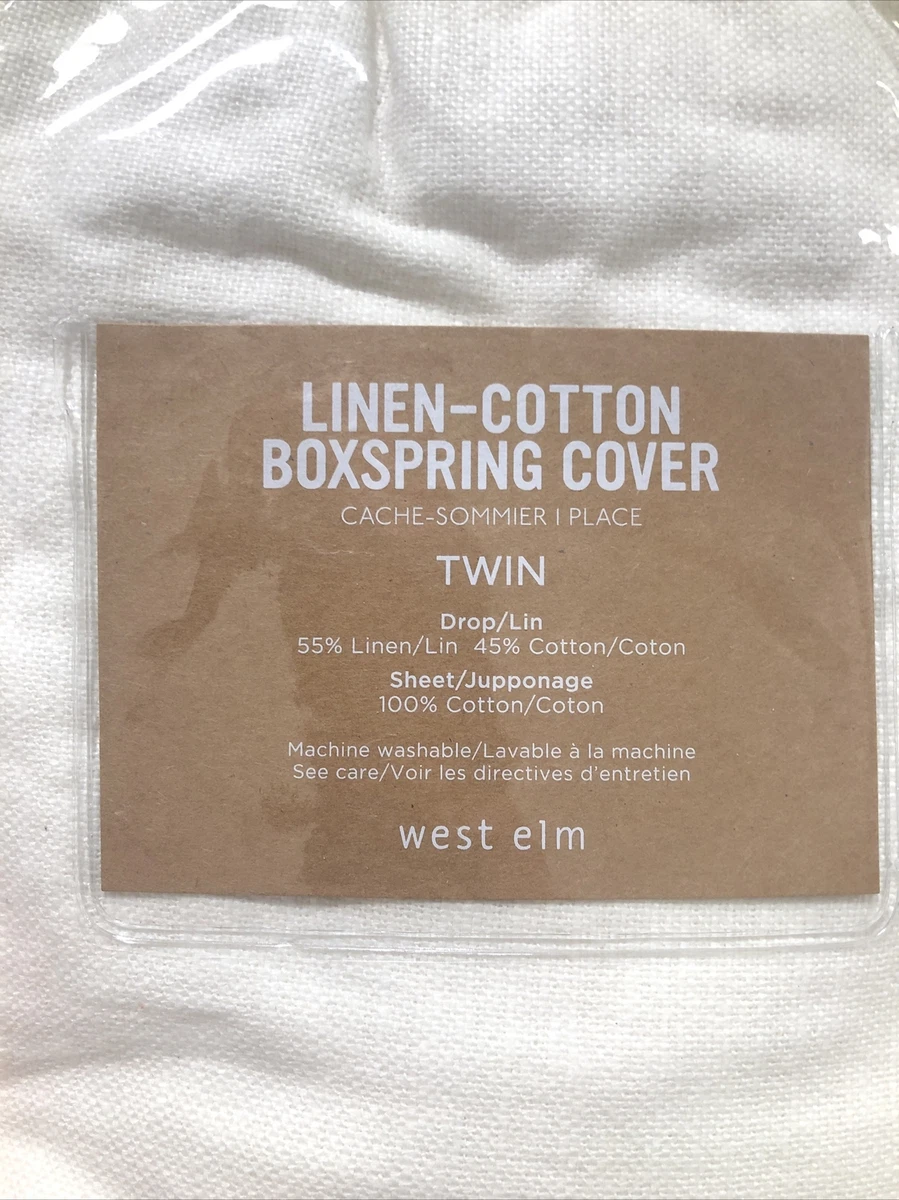 LINEN-COTTON
BOXSPRING COVER
CACHE-SOMMIER 1 PLACE
TWIN
Drop/Lin
55% Linen/Lin 45% Cotton/Coton
Sheet/Jupponage
100% Cotton/Coton
Machine washable/Lavable à la machine
See care/Voir les directives d'entretien
west elm